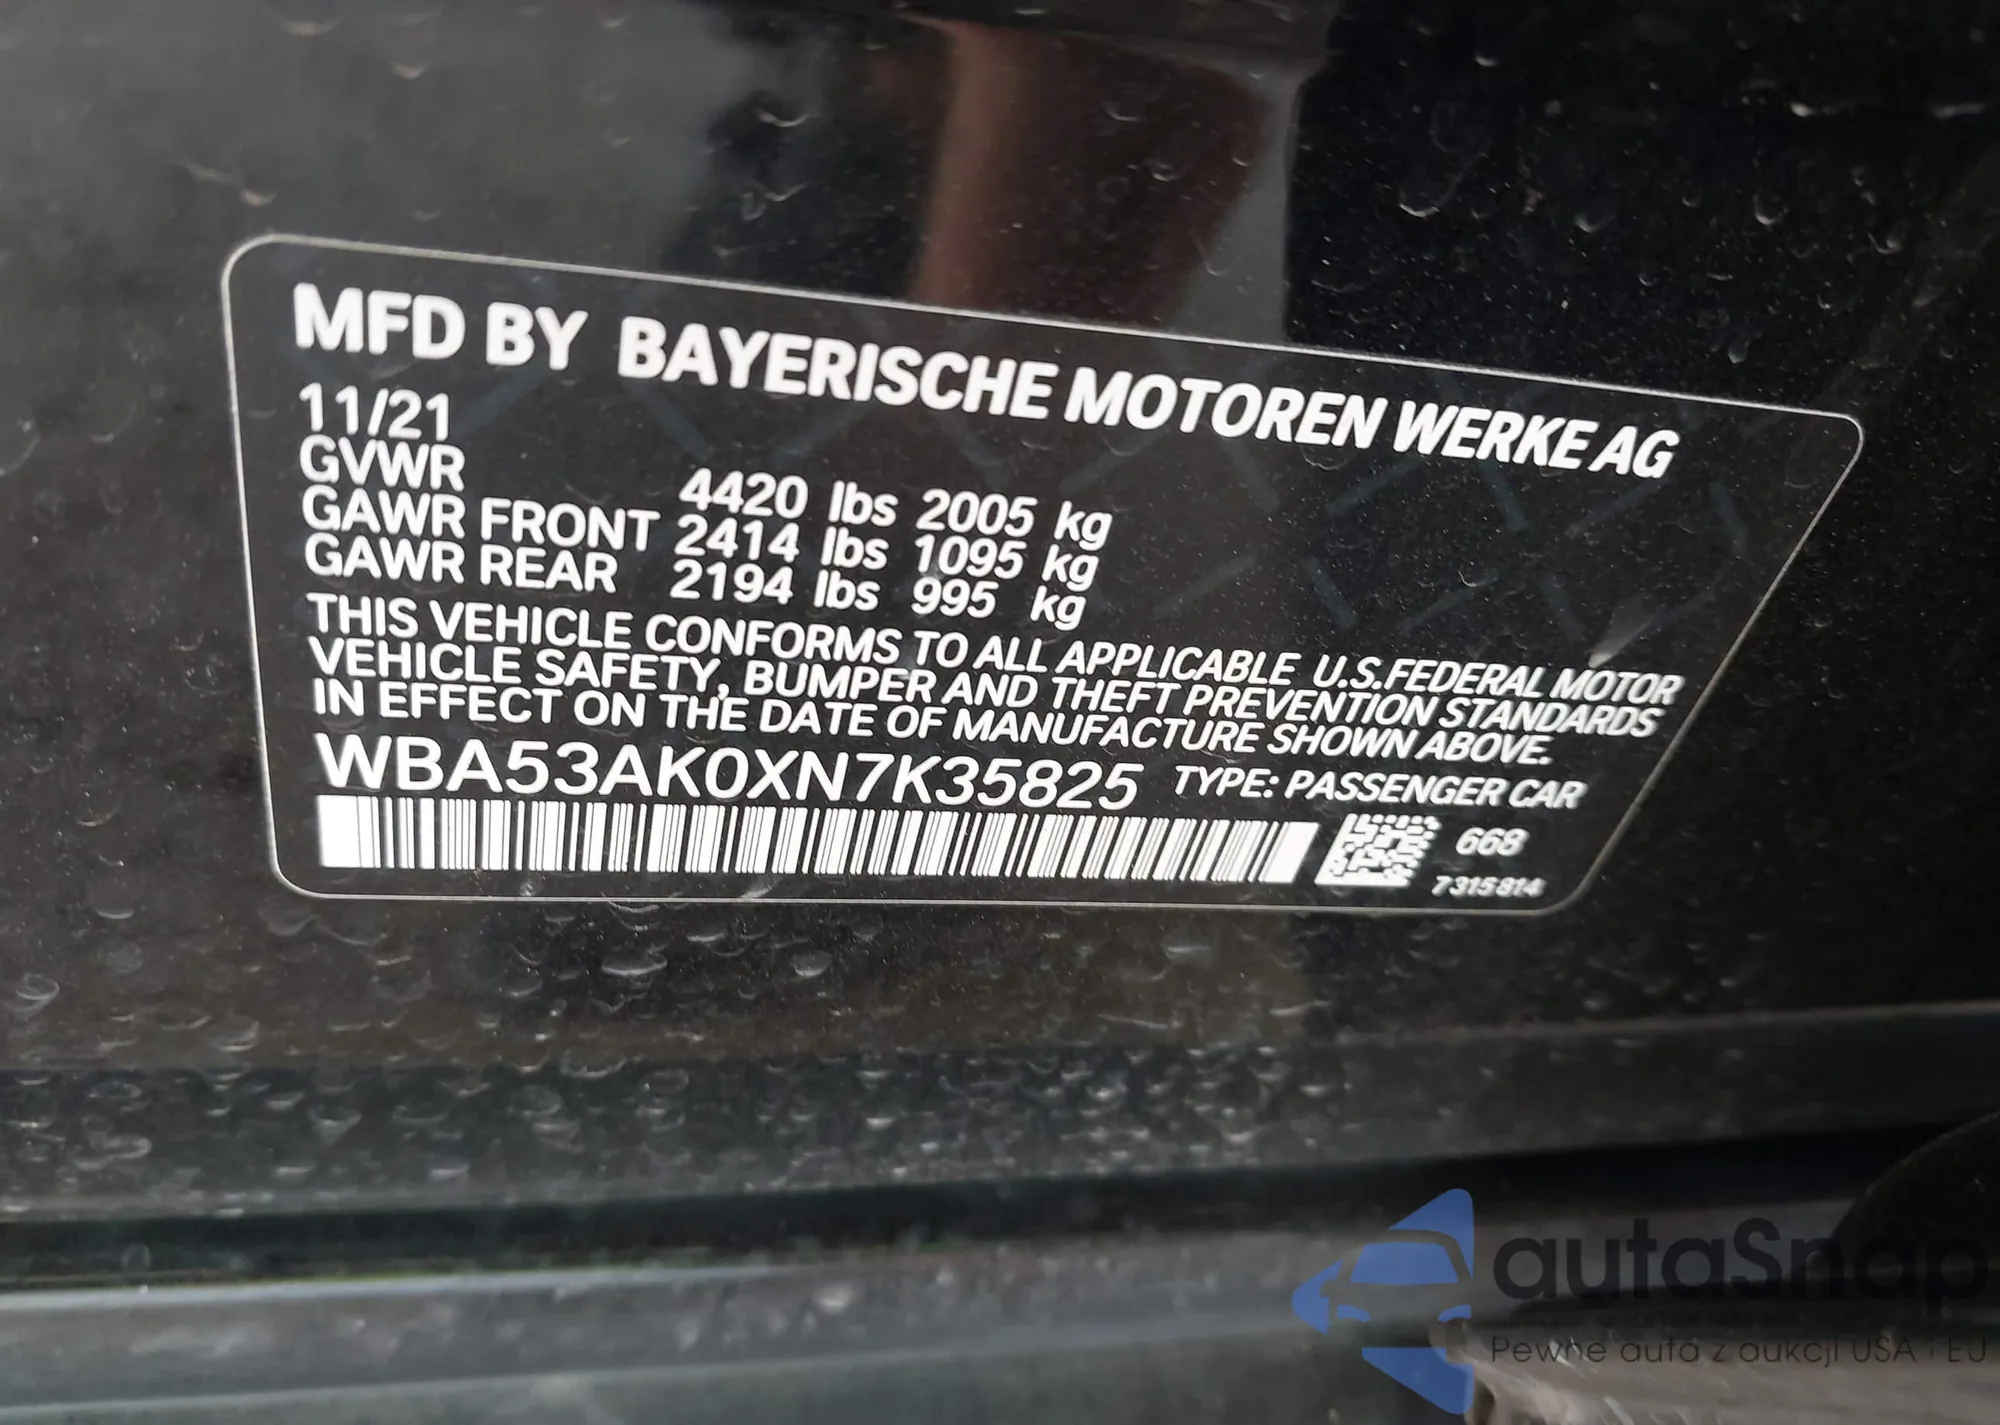 MFD BY BAYERISCHE MOTOREN WERKE AG
11/21
GVWR 4420 lbs 2005 kg
GAWR FRONT 2414 lbs 1095 kg
GAWR REAR 2194 lbs 995 kg
THIS VEHICLE CONFORMS TO ALL APPLICABLE U.S.FEDERAL MOTOR
VEHICLE SAFETY, BUMPER AND THEFT PREVENTION STANDARDS
IN EFFECT ON THE DATE OF MANUFACTURE SHOWN ABOVE.
WBA53AK0XN7K35825 TYPE: PASSENGER CAR
668
7315814
autaSnap
Pewne auta z aukcji USA i EU